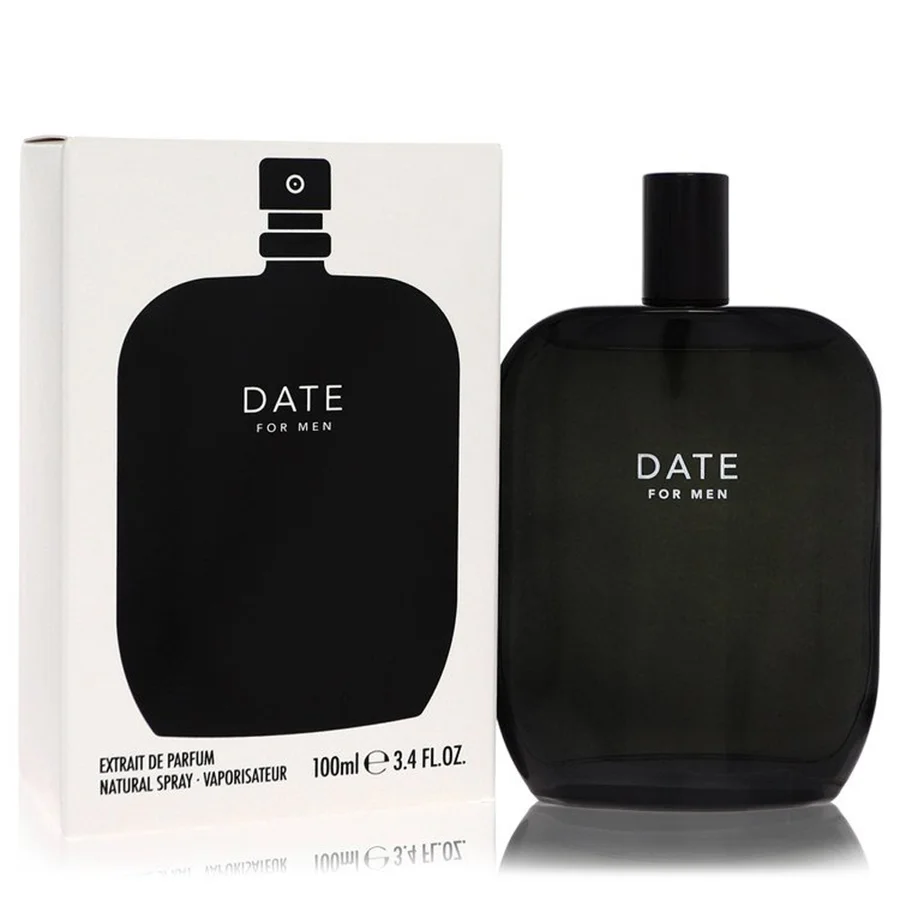 DATE
FOR MEN
EXTRAIT DE PARFUM
NATURAL SPRAY · VAPORISATEUR
100ml ℮ 3.4 FL.OZ.
DATE
FOR MEN